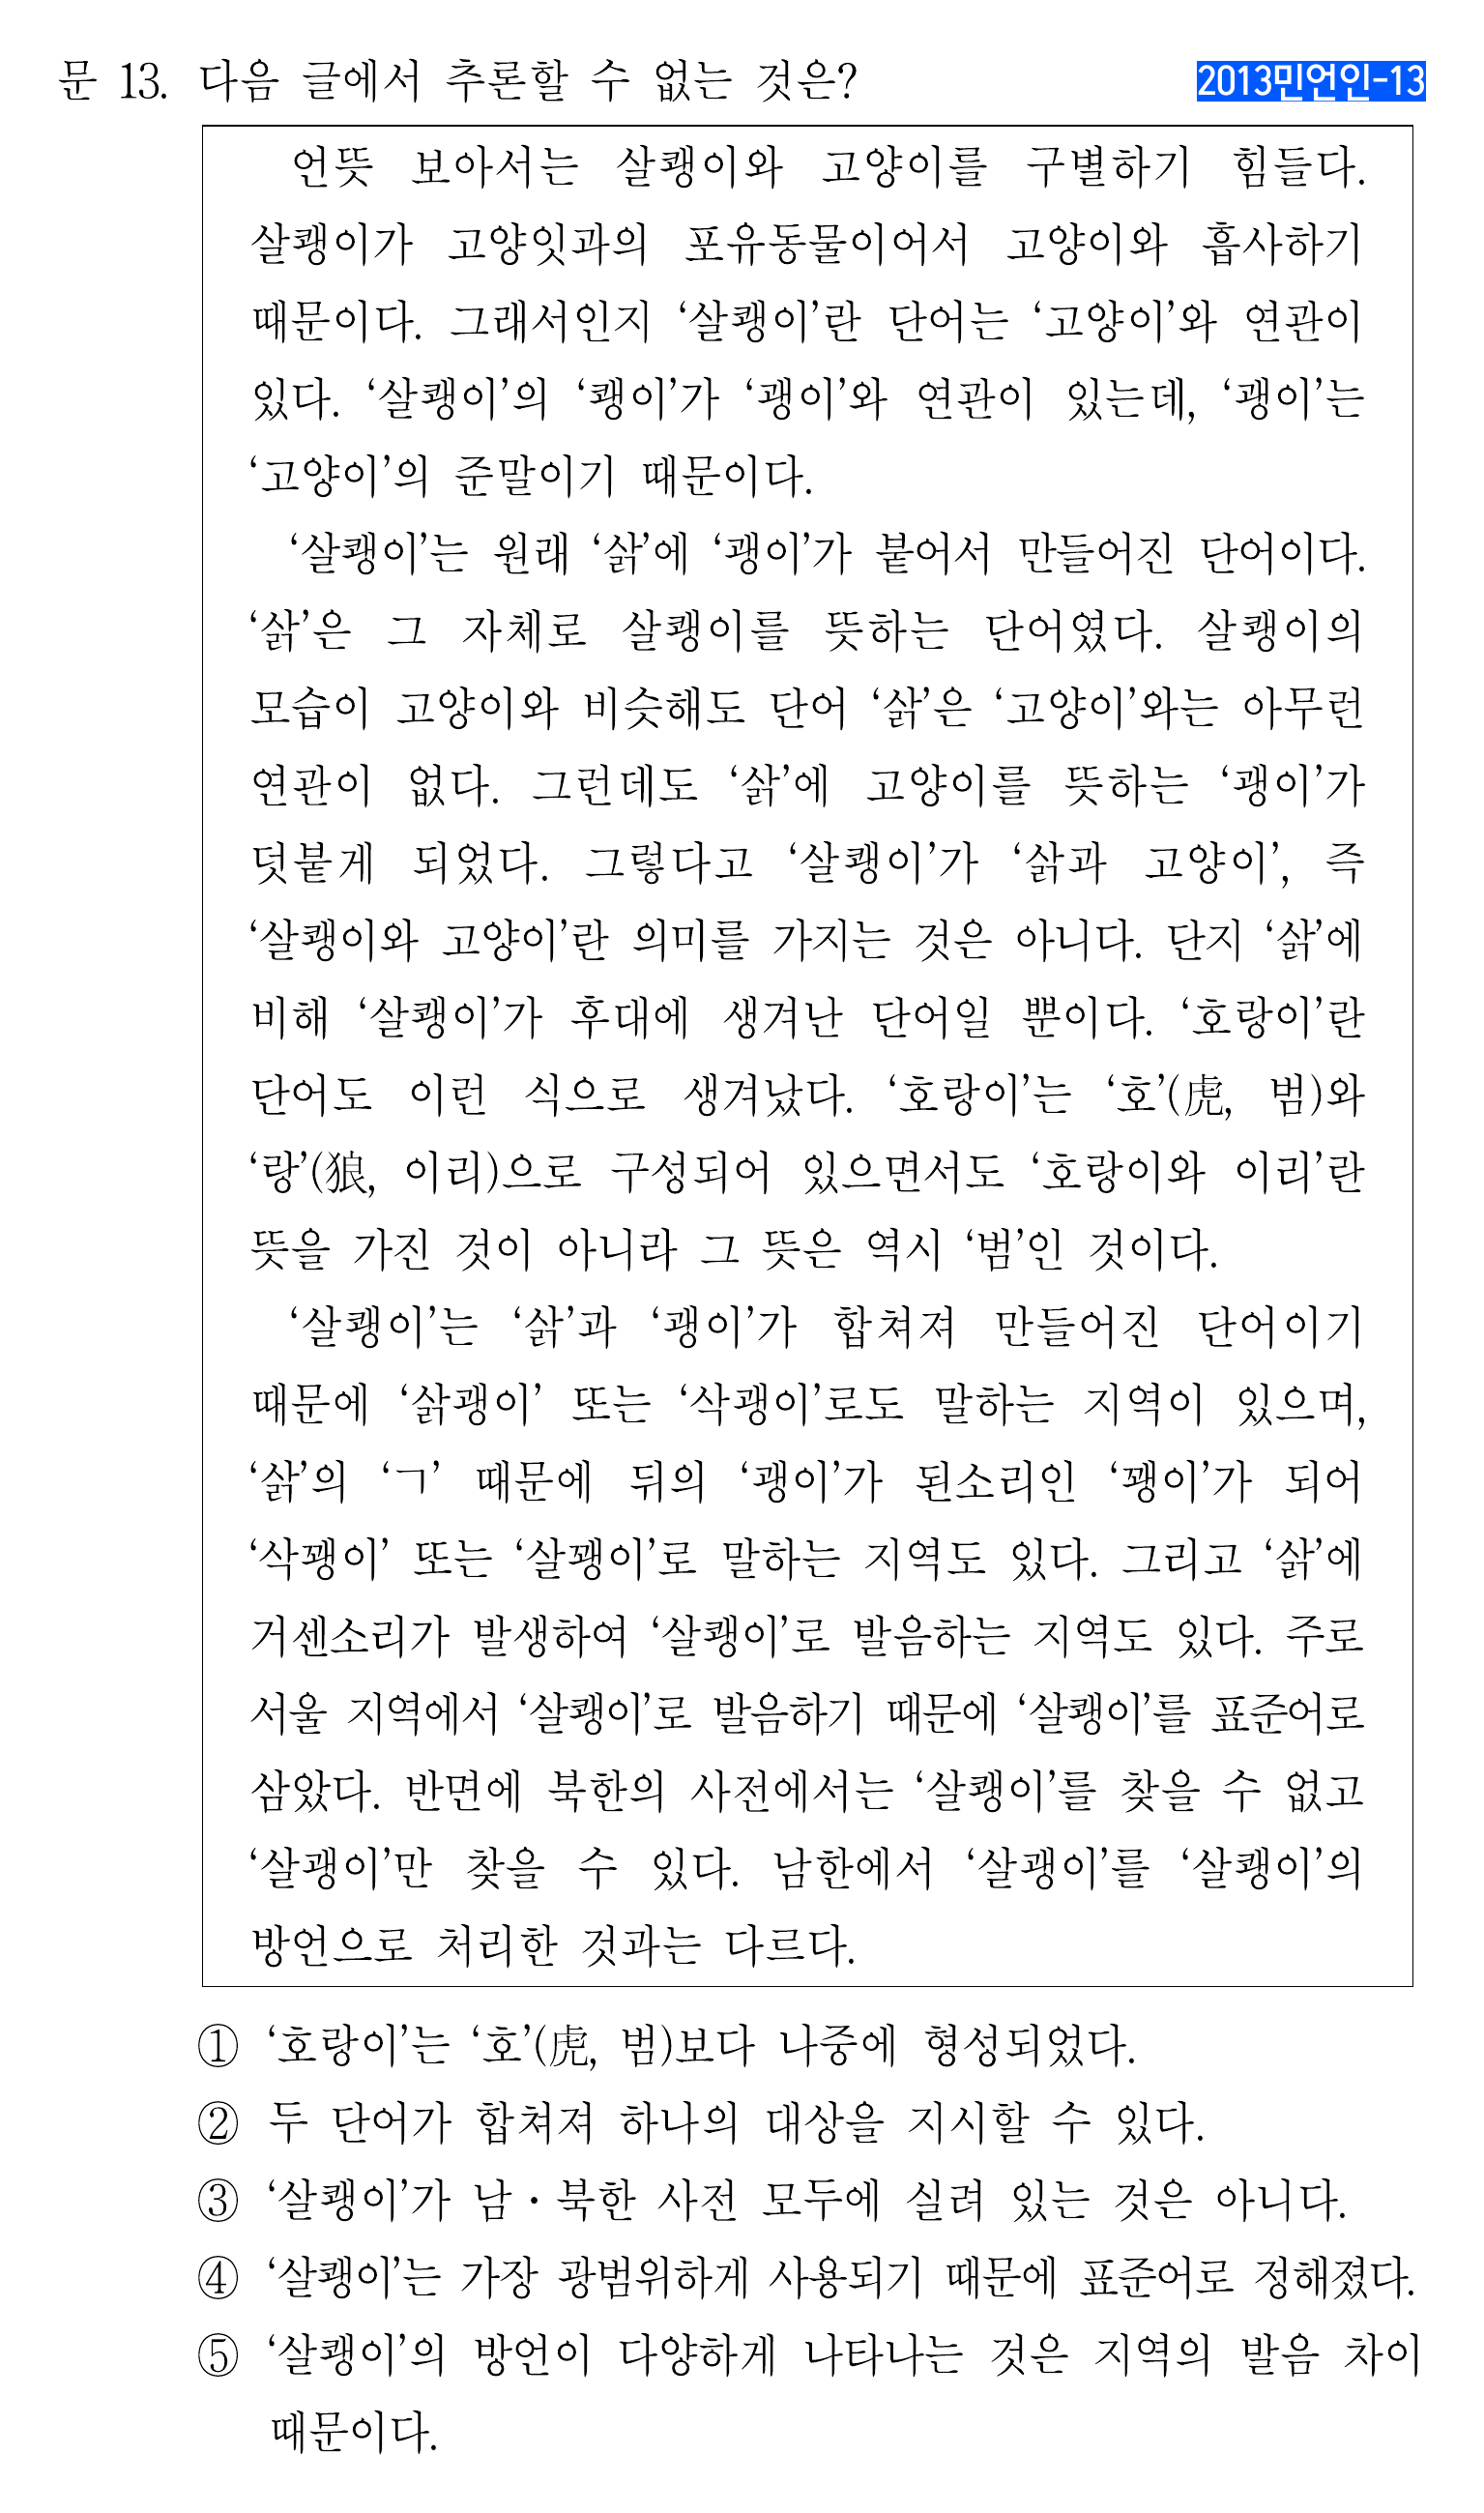 문 13. 다음 글에서 추론할 수 없는 것은?
2013민언인-13
언뜻 보아서는 살쾡이와 고양이를 구별하기 힘들다.
살쾡이가 고양잇과의 포유동물이어서 고양이와 흡사하기
때문이다. 그래서인지 ‘살쾡이’란 단어는 ‘고양이’와 연관이
있다. ‘살쾡이’의 ‘쾡이’가 ‘괭이’와 연관이 있는데, ‘괭이’는
‘고양이’의 준말이기 때문이다.
‘살쾡이’는 원래 ‘삵’에 ‘괭이’가 붙어서 만들어진 단어이다.
‘삵’은 그 자체로 살쾡이를 뜻하는 단어였다. 살쾡이의
모습이 고양이와 비슷해도 단어 ‘삵’은 ‘고양이’와는 아무런
연관이 없다. 그런데도 ‘삵’에 고양이를 뜻하는 ‘괭이’가
덧붙게 되었다. 그렇다고 ‘살쾡이’가 ‘삵과 고양이’, 즉
‘살쾡이와 고양이’란 의미를 가지는 것은 아니다. 단지 ‘삵’에
비해 ‘살쾡이’가 후대에 생겨난 단어일 뿐이다. ‘호랑이’란
단어도 이런 식으로 생겨났다. ‘호랑이’는 ‘호’(虎, 범)와
‘랑’(狼, 이리)으로 구성되어 있으면서도 ‘호랑이와 이리’란
뜻을 가진 것이 아니라 그 뜻은 역시 ‘범’인 것이다.
‘살쾡이’는 ‘삵’과 ‘괭이’가 합쳐져 만들어진 단어이기
때문에 ‘삵괭이’ 또는 ‘삭괭이’로도 말하는 지역이 있으며,
‘삵’의 ‘ㄱ’ 때문에 뒤의 ‘괭이’가 된소리인 ‘꽹이’가 되어
‘삭꽹이’ 또는 ‘살꽹이’로 말하는 지역도 있다. 그리고 ‘삵’에
거센소리가 발생하여 ‘살쾡이’로 발음하는 지역도 있다. 주로
서울 지역에서 ‘살쾡이’로 발음하기 때문에 ‘살쾡이’를 표준어로
삼았다. 반면에 북한의 사전에서는 ‘살쾡이’를 찾을 수 없고
‘살괭이’만 찾을 수 있다. 남한에서 ‘살괭이’를 ‘살쾡이’의
방언으로 처리한 것과는 다르다.
① ‘호랑이’는 ‘호’(虎, 범)보다 나중에 형성되었다.
② 두 단어가 합쳐져 하나의 대상을 지시할 수 있다.
③ ‘살쾡이’가 남·북한 사전 모두에 실려 있는 것은 아니다.
④ ‘살쾡이’는 가장 광범위하게 사용되기 때문에 표준어로 정해졌다.
⑤ ‘살쾡이’의 방언이 다양하게 나타나는 것은 지역의 발음 차이
때문이다.